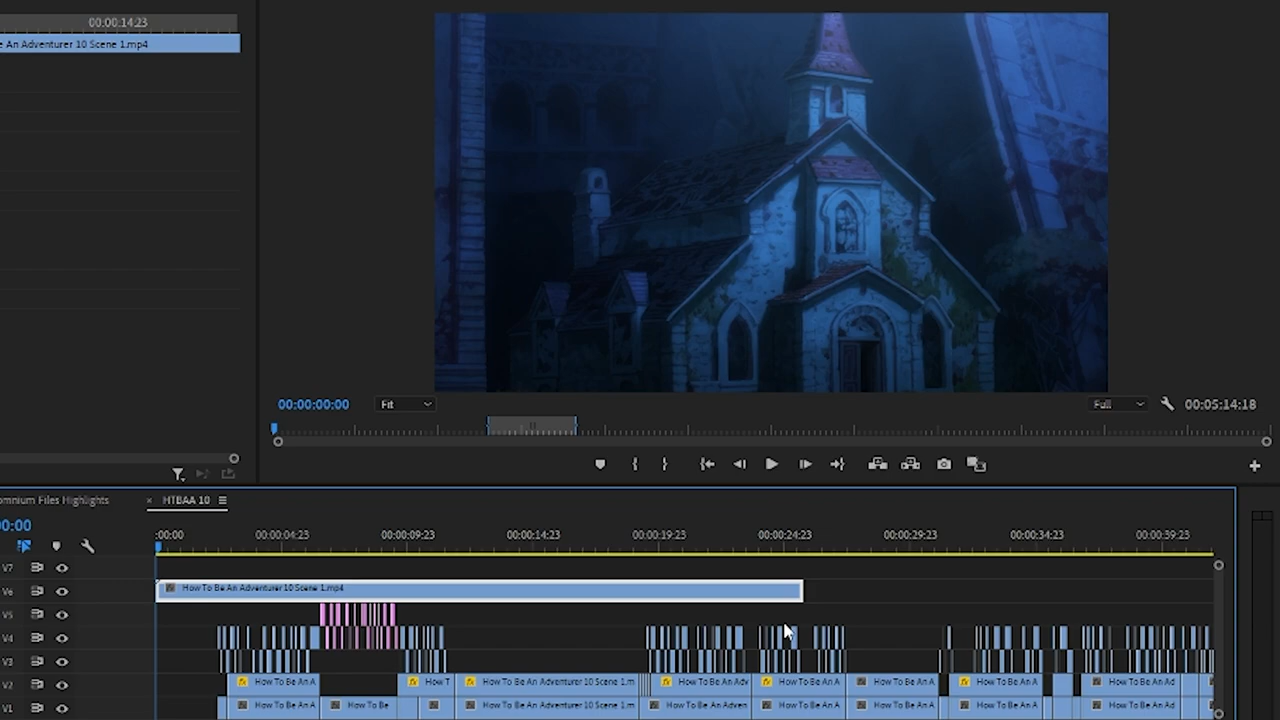 00:00:14:23
e An Adventurer 10 Scene 1.mp4
00:00:00:00
Fit
Full
00:05:14:18
omnium Files Highlights
× HTBAA 10
00:00
:00:00
00:00:04:23
00:00:09:23
00:00:14:23
00:00:19:23
00:00:24:23
00:00:29:23
00:00:34:23
00:00:39:23
V7
V6
How To Be An Adventurer 10 Scene 1.mp4
V5
V4
V3
V2
fx How To Be An A
fx How T
fx How To Be An Adventurer 10 Scene 1.m
fx How To Be An Adv
fx How To Be An A
How To Be An A
fx How To Be An A
How To Be An Ad
V1
How To Be An A
How To Be
How To Be An Adventurer 10 Scene 1.m
How To Be An Adven
How To Be An A
How To Be An A
How To Be An A
How To Be An Ad